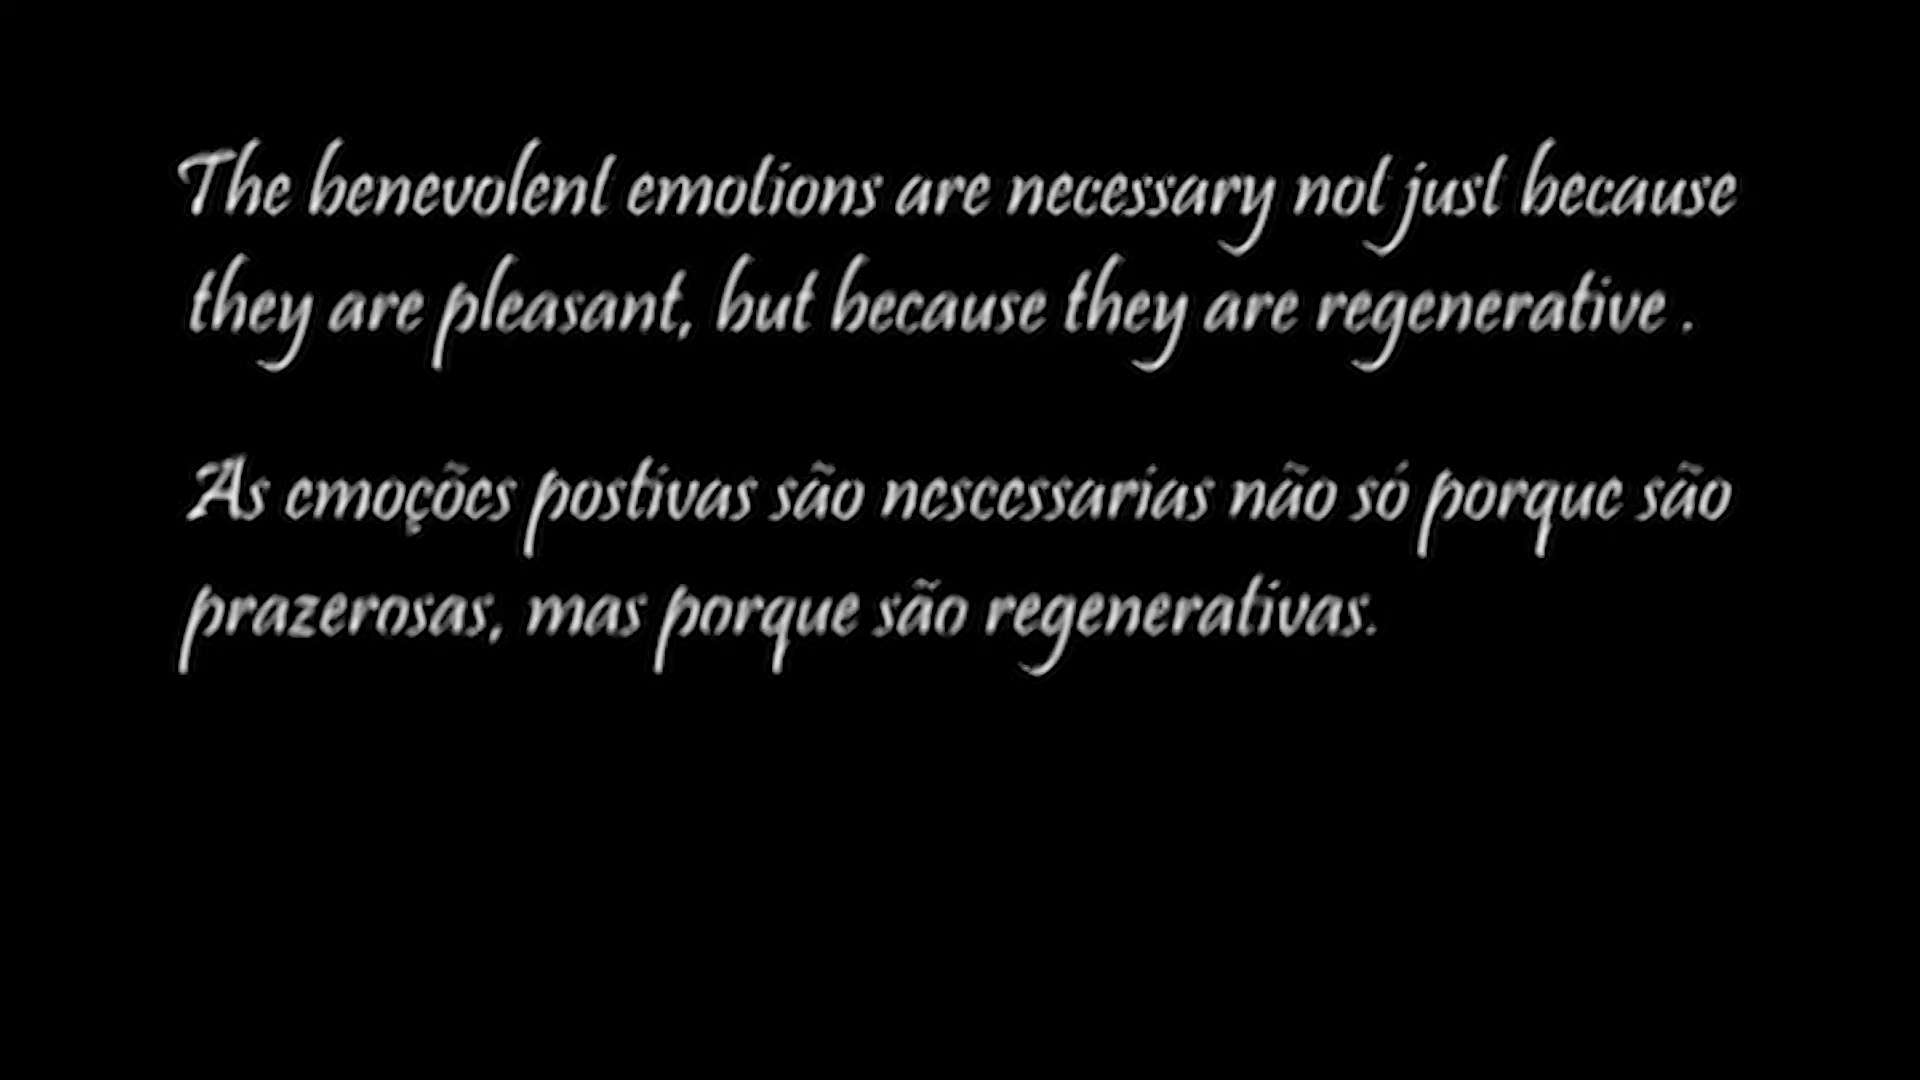 The benevolent emotions are necessary not just because
they are pleasant, but because they are regenerative .
As emoções postivas são nescessarias não só porque são
prazerosas, mas porque são regenerativas.